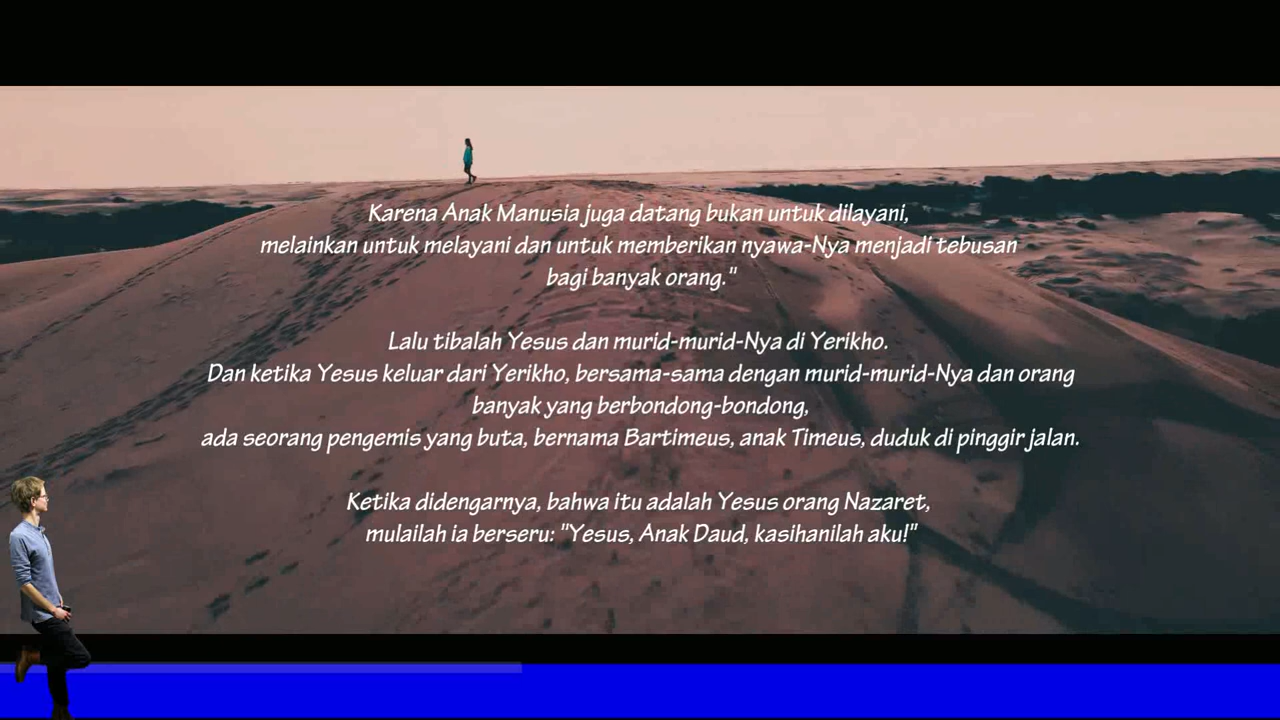 Karena Anak Manusia juga datang bukan untuk dilayani,
melainkan untuk melayani dan untuk memberikan nyawa-Nya menjadi tebusan
bagi banyak orang."
Lalu tibalah Yesus dan murid-murid-Nya di Yerikho.
Dan ketika Yesus keluar dari Yerikho, bersama-sama dengan murid-murid-Nya dan orang
banyak yang berbondong-bondong,
ada seorang pengemis yang buta, bernama Bartimeus, anak Timeus, duduk di pinggir jalan.
Ketika didengarnya, bahwa itu adalah Yesus orang Nazaret,
mulailah ia berseru: "Yesus, Anak Daud, kasihanilah aku!"